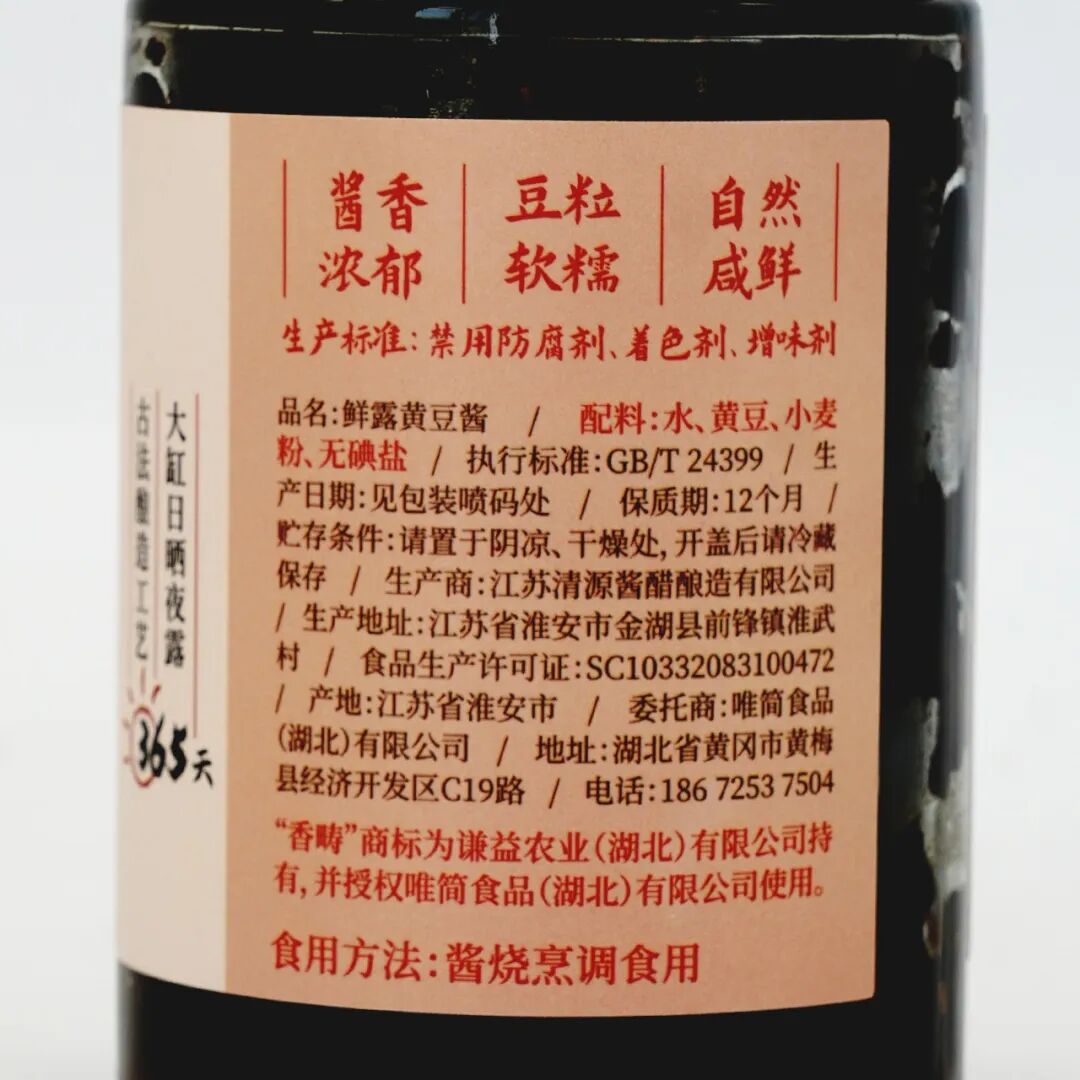 酱香
浓郁
豆粒
软糯
自然
咸鲜
生产标准：禁用防腐剂、着色剂、增味剂
品名：鲜露黄豆酱 / 配料：水、黄豆、小麦
粉、无碘盐 / 执行标准：GB/T 24399 / 生
产日期：见包装喷码处 / 保质期：12个月 /
贮存条件：请置于阴凉、干燥处，开盖后请冷藏
保存 / 生产商：江苏清源酱醋酿造有限公司
/ 生产地址：江苏省淮安市金湖县前锋镇淮武
村 / 食品生产许可证：SC10332083100472
/ 产地：江苏省淮安市 / 委托商：唯简食品
（湖北）有限公司 / 地址：湖北省黄冈市黄梅
县经济开发区C19路 / 电话：186 7253 7504
“香畴”商标为谦益农业（湖北）有限公司持
有，并授权唯简食品（湖北）有限公司使用。
食用方法：酱烧烹调食用
大缸日晒夜露
古法酿造工艺
365天